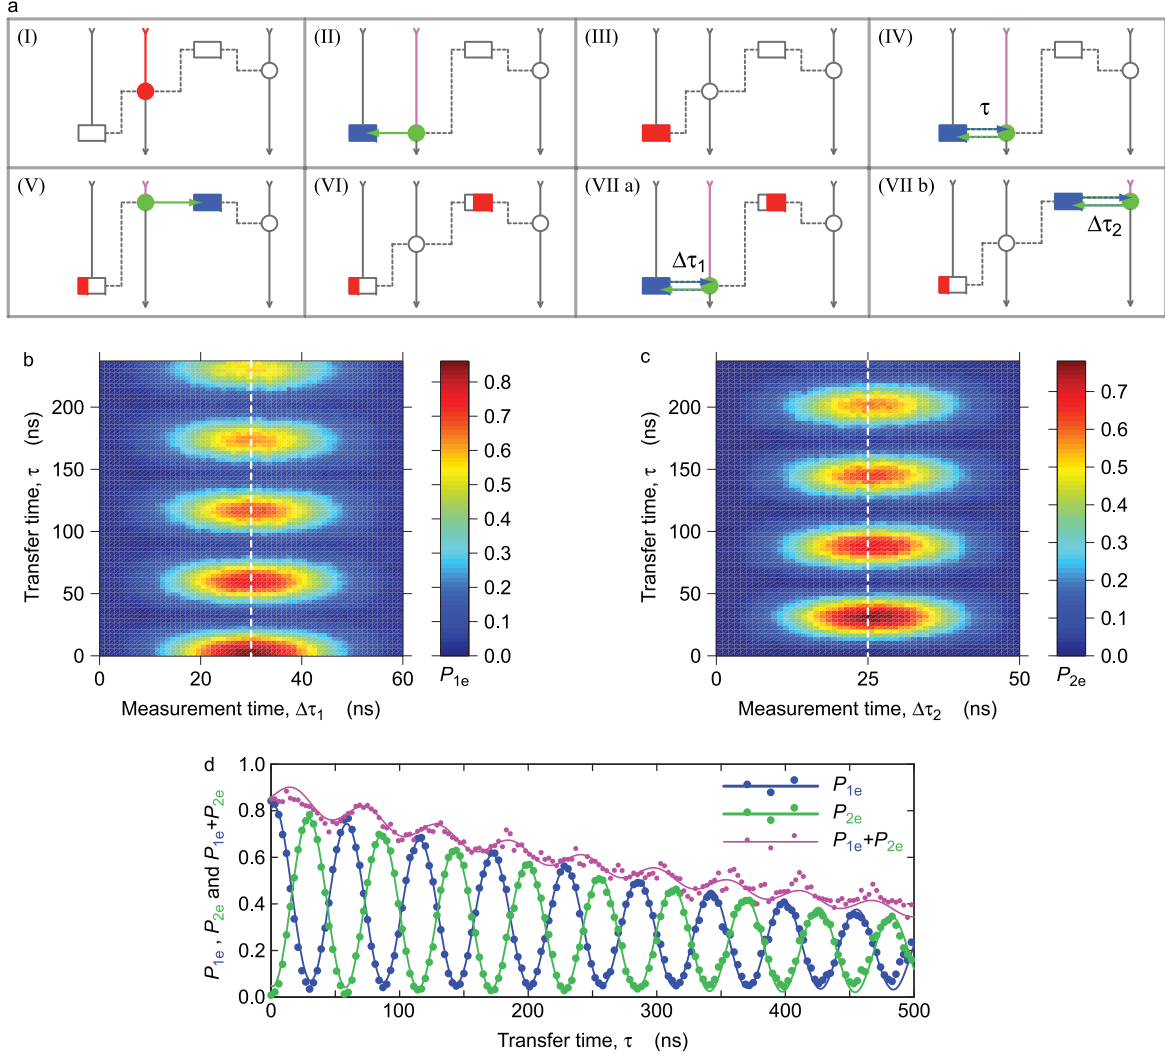 a
(I) (II) (III) (IV)
τ
(V) (VI) (VII a) (VII b)
Δτ1
Δτ2
b
Transfer time, τ (ns)
200
150
100
50
0
0 20 40 60
Measurement time, Δτ1 (ns)
0.8
0.7
0.6
0.5
0.4
0.3
0.2
0.1
0.0
P1e
c
Transfer time, τ (ns)
200
150
100
50
0
0 25 50
Measurement time, Δτ2 (ns)
0.7
0.6
0.5
0.4
0.3
0.2
0.1
0.0
P2e
d
P1e, P2e and P1e+P2e
1.0
0.8
0.6
0.4
0.2
0.0
P1e
P2e
P1e+P2e
0 100 200 300 400 500
Transfer time, τ (ns)